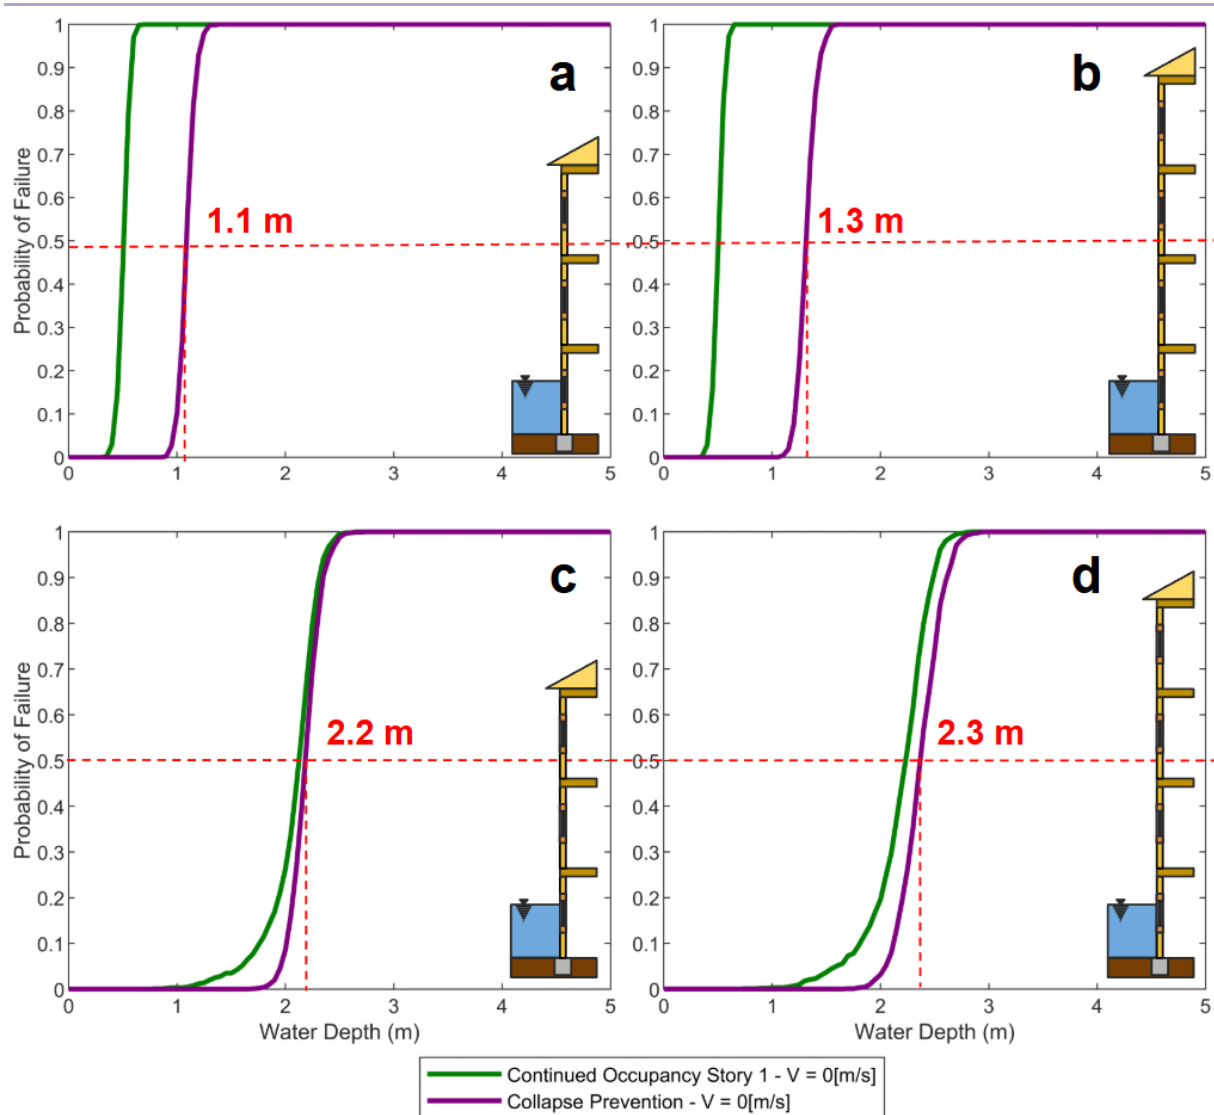 a
1
0.9
0.8
0.7
0.6
0.5
0.4
0.3
0.2
0.1
0
Probability of Failure
1.1 m
0 1 2 3 4 5
b
1
0.9
0.8
0.7
0.6
0.5
0.4
0.3
0.2
0.1
0
1.3 m
0 1 2 3 4 5
c
1
0.9
0.8
0.7
0.6
0.5
0.4
0.3
0.2
0.1
0
Probability of Failure
2.2 m
0 1 2 3 4 5
Water Depth (m)
d
1
0.9
0.8
0.7
0.6
0.5
0.4
0.3
0.2
0.1
0
2.3 m
0 1 2 3 4 5
Water Depth (m)
Continued Occupancy Story 1 - V = 0[m/s]
Collapse Prevention - V = 0[m/s]